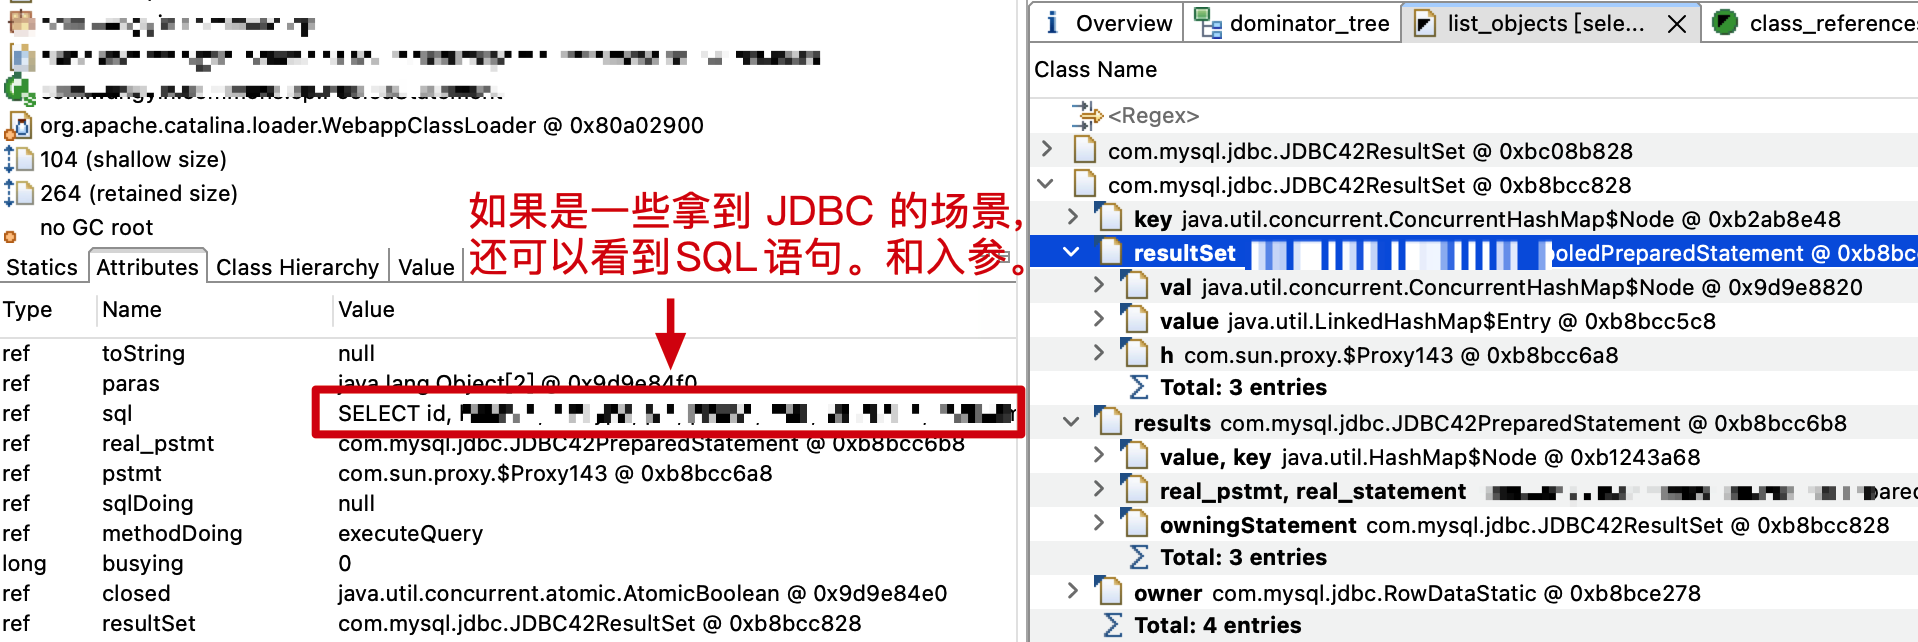 org.apache.catalina.loader.WebappClassLoader @ 0x80a02900
104 (shallow size)
264 (retained size)
no GC root
如果是一些拿到 JDBC 的场景，
还可以看到SQL语句。和入参。
Statics
Attributes
Class Hierarchy
Value
Type Name Value
ref toString null
ref paras java.lang.Object[2] @ 0x9d9e84f0
ref sql SELECT id,
ref real_pstmt com.mysql.jdbc.JDBC42PreparedStatement @ 0xb8bcc6b8
ref pstmt com.sun.proxy.$Proxy143 @ 0xb8bcc6a8
ref sqlDoing null
ref methodDoing executeQuery
long busying 0
ref closed java.util.concurrent.atomic.AtomicBoolean @ 0x9d9e84e0
ref resultSet com.mysql.jdbc.JDBC42ResultSet @ 0xb8bcc828
i Overview
dominator_tree
list_objects [sele...
class_reference
Class Name
<Regex>
com.mysql.jdbc.JDBC42ResultSet @ 0xbc08b828
com.mysql.jdbc.JDBC42ResultSet @ 0xb8bcc828
key java.util.concurrent.ConcurrentHashMap$Node @ 0xb2ab8e48
resultSet oledPreparedStatement @ 0xb8bc
val java.util.concurrent.ConcurrentHashMap$Node @ 0x9d9e8820
value java.util.LinkedHashMap$Entry @ 0xb8bcc5c8
h com.sun.proxy.$Proxy143 @ 0xb8bcc6a8
Σ Total: 3 entries
results com.mysql.jdbc.JDBC42PreparedStatement @ 0xb8bcc6b8
value, key java.util.HashMap$Node @ 0xb1243a68
real_pstmt, real_statement
owningStatement com.mysql.jdbc.JDBC42ResultSet @ 0xb8bcc828
Σ Total: 3 entries
owner com.mysql.jdbc.RowDataStatic @ 0xb8bce278
Σ Total: 4 entries